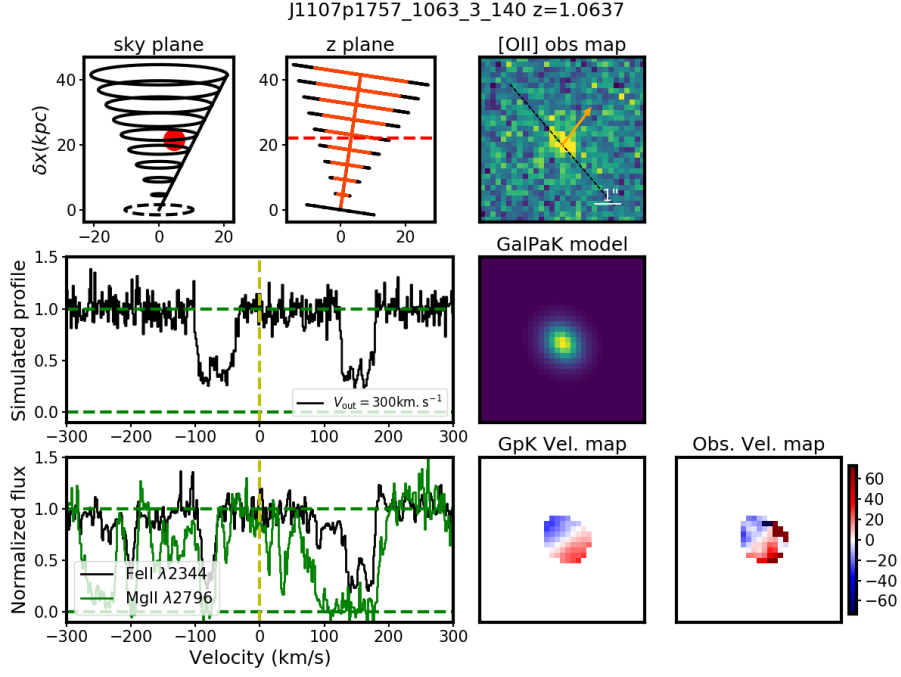 J1107p1757_1063_3_140 z=1.0637
sky plane
z plane
[OII] obs map
δx(kpc)
40
20
0
−20
0
20
40
20
0
0
20
1"
GalPaK model
Simulated profile
1.5
1.0
0.5
0.0
V_out = 300km.s⁻¹
−300
−200
−100
0
100
200
300
GpK Vel. map
Obs. Vel. map
Normalized flux
1.5
1.0
0.5
0.0
FeII λ2344
MgII λ2796
−300
−200
−100
0
100
200
300
Velocity (km/s)
60
40
20
0
−20
−40
−60